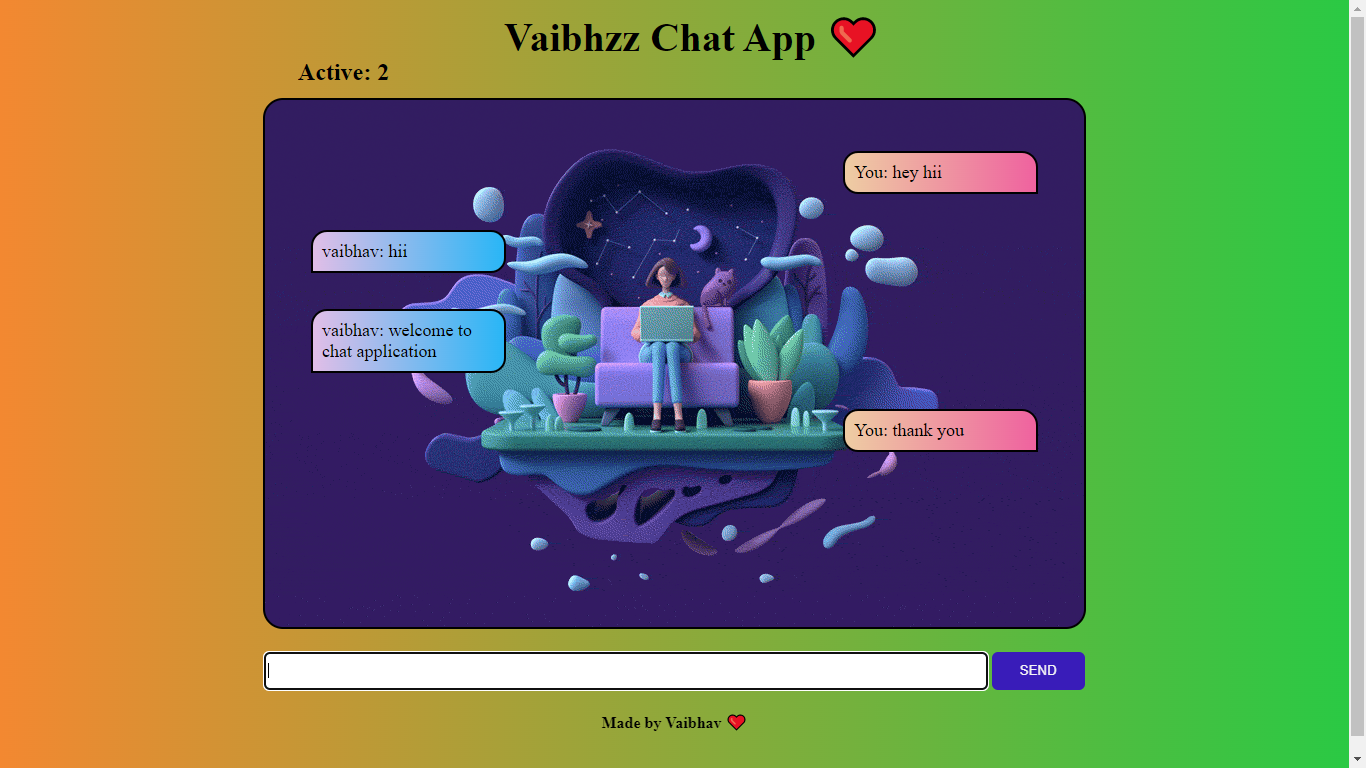 Vaibhzz Chat App ❤️
Active: 2
You: hey hii
vaibhav: hii
vaibhav: welcome to
chat application
You: thank you
SEND
Made by Vaibhav ❤️